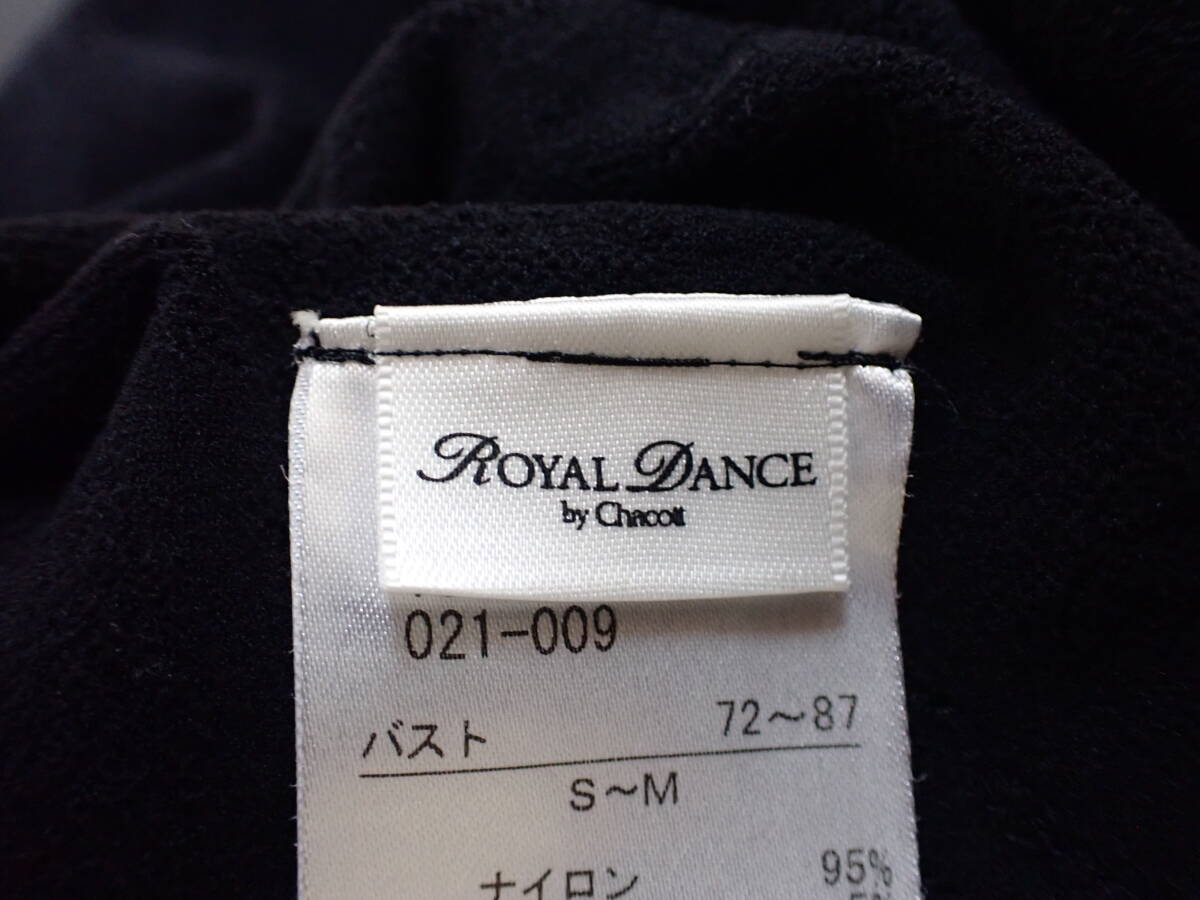 ROYAL DANCE
by Chacott
021-009
バスト 72〜87
S〜M
ナイロン 95%